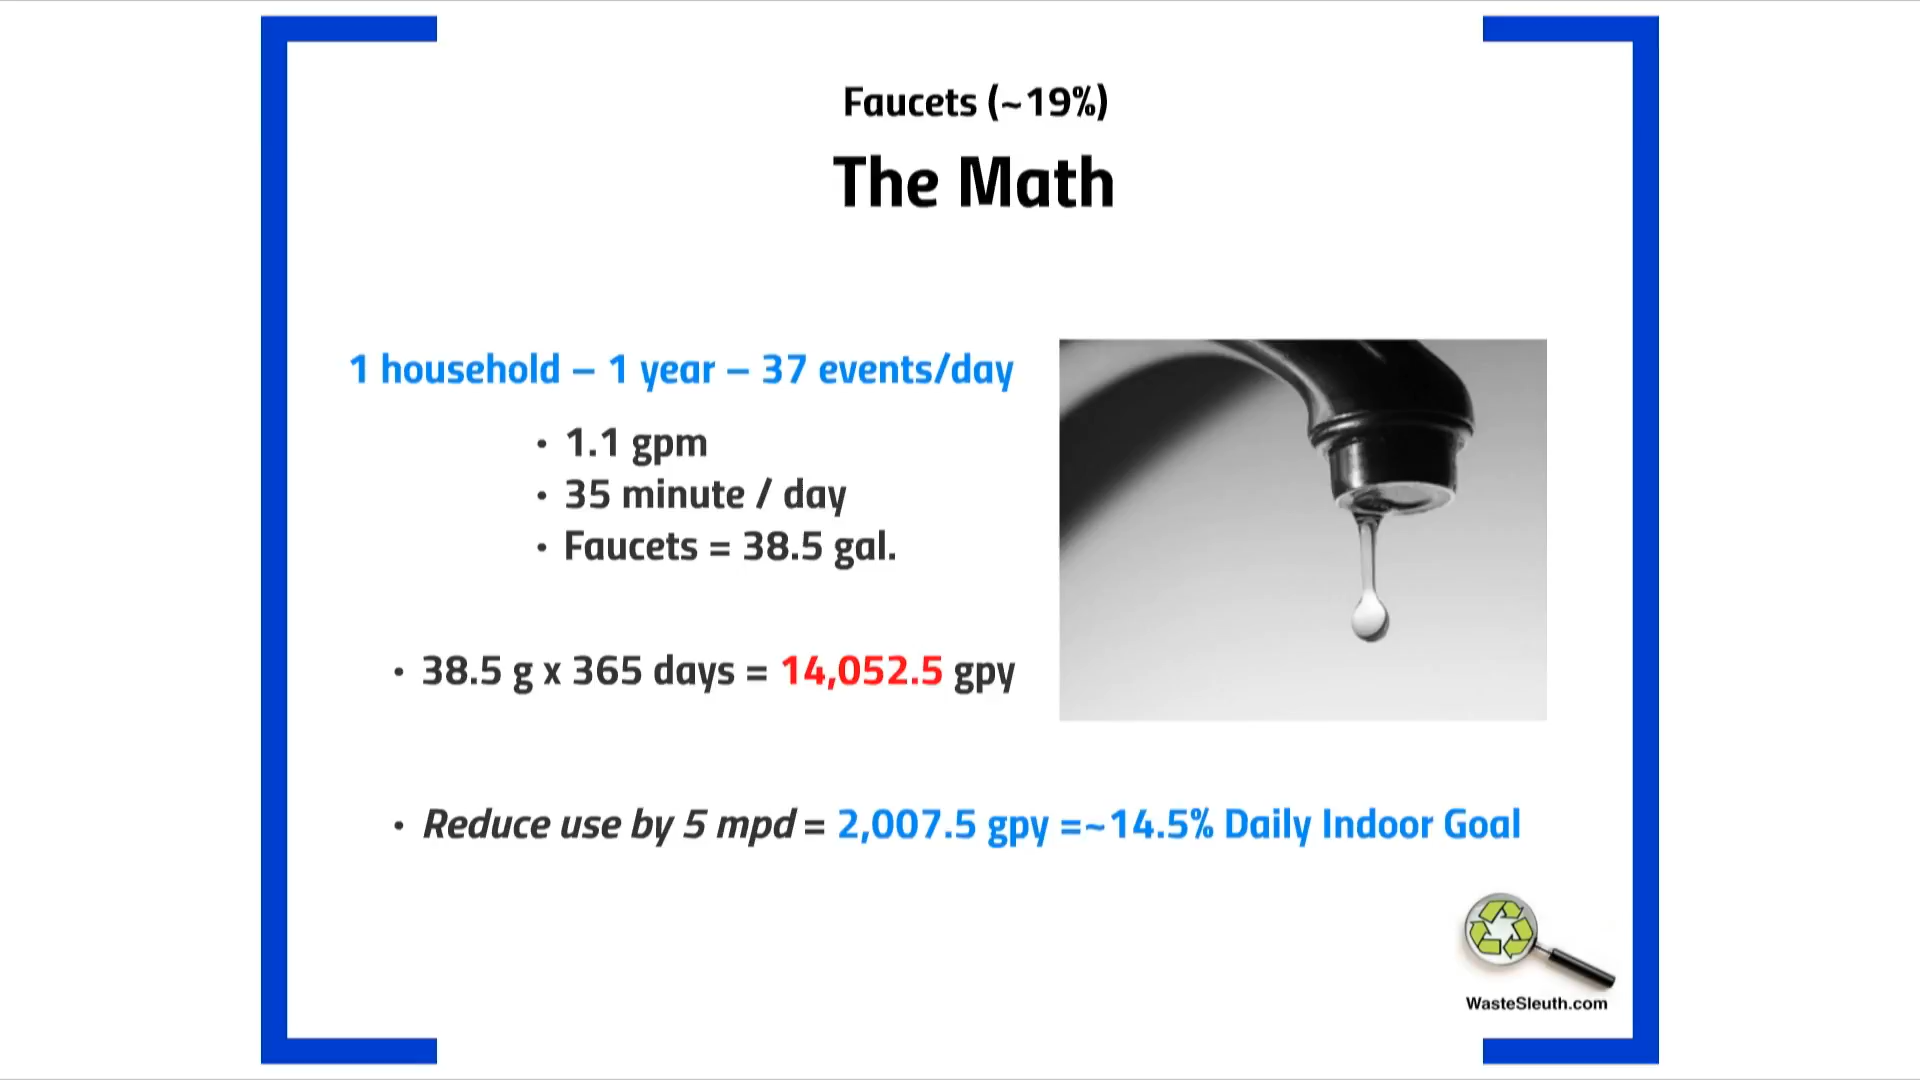 Faucets (~19%)
The Math
1 household – 1 year – 37 events/day
• 1.1 gpm
• 35 minute / day
• Faucets = 38.5 gal.
• 38.5 g x 365 days = 14,052.5 gpy
• Reduce use by 5 mpd = 2,007.5 gpy =~14.5% Daily Indoor Goal
WasteSleuth.com